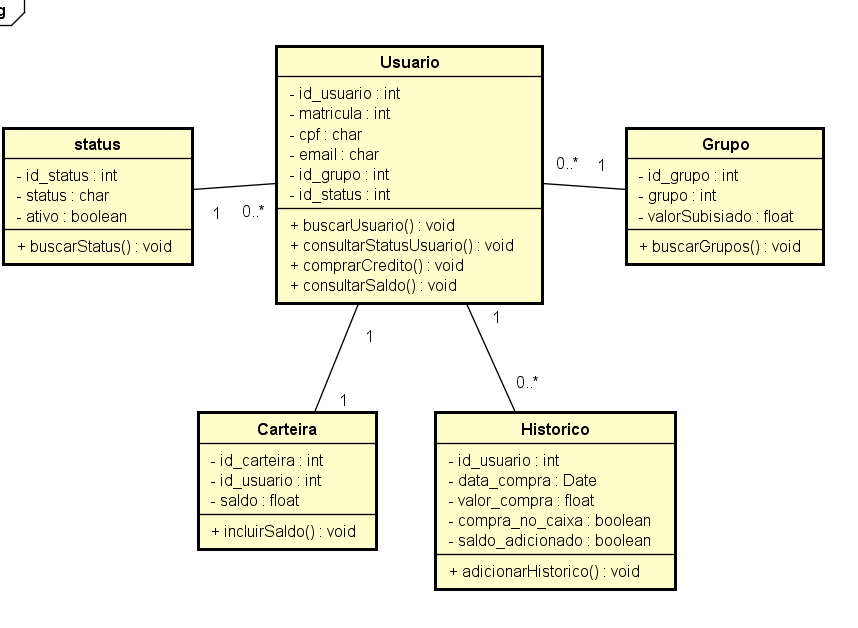 g
Usuario
- id_usuario : int
- matricula : int
- cpf : char
- email : char
- id_grupo : int
- id_status : int
+ buscarUsuario() : void
+ consultarStatusUsuario() : void
+ comprarCredito() : void
+ consultarSaldo() : void
status
- id_status : int
- status : char
- ativo : boolean
+ buscarStatus() : void
1
0..*
0..*
1
Grupo
- id_grupo : int
- grupo : int
- valorSubisiado : float
+ buscarGrupos() : void
1
1
1
0..*
Carteira
- id_carteira : int
- id_usuario : int
- saldo : float
+ incluirSaldo() : void
Historico
- id_usuario : int
- data_compra : Date
- valor_compra : float
- compra_no_caixa : boolean
- saldo_adicionado : boolean
+ adicionarHistorico() : void